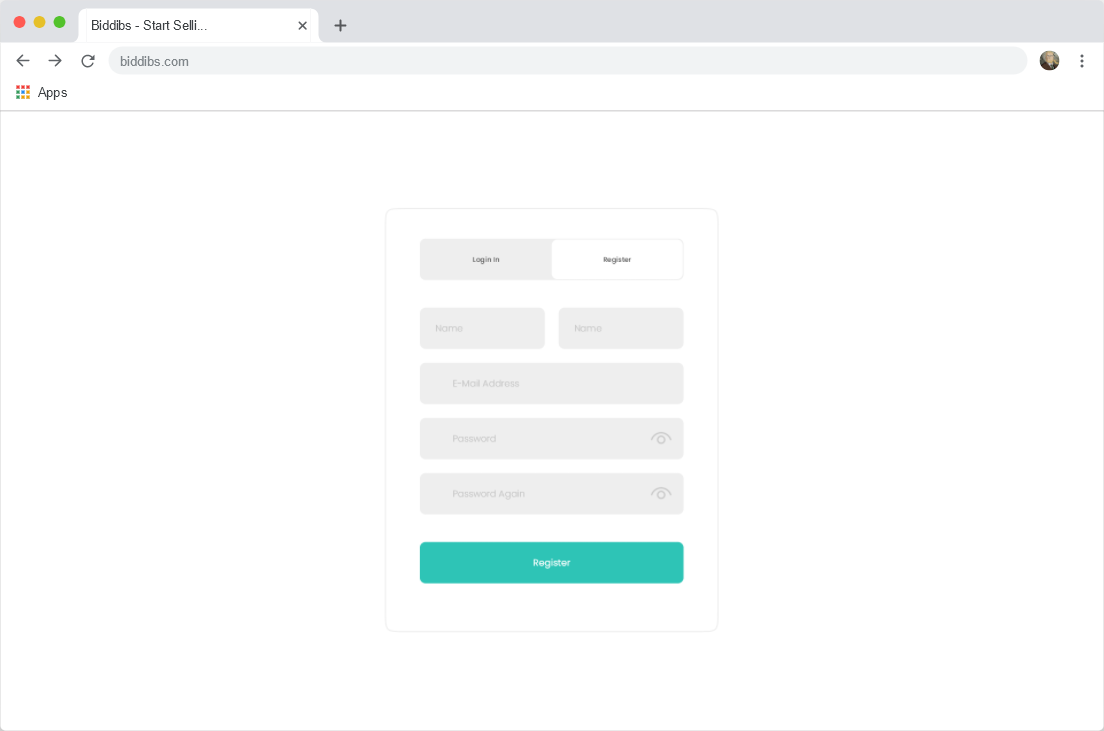 Biddibs - Start Selli...
biddibs.com
Apps
Login In
Register
Name
Name
E-Mail Address
Password
Password Again
Register